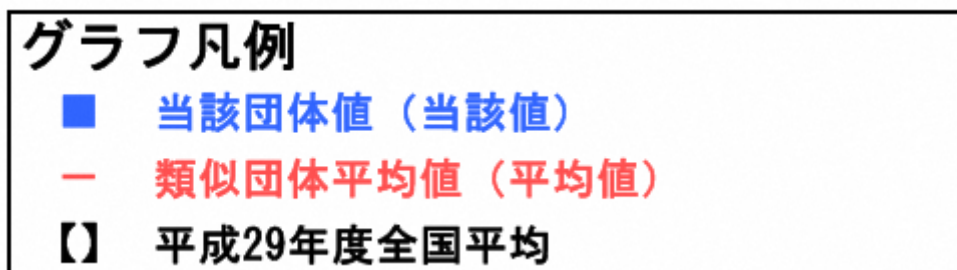 グラフ凡例
■ 当該団体値（当該値）
－ 類似団体平均値（平均値）
【】 平成29年度全国平均